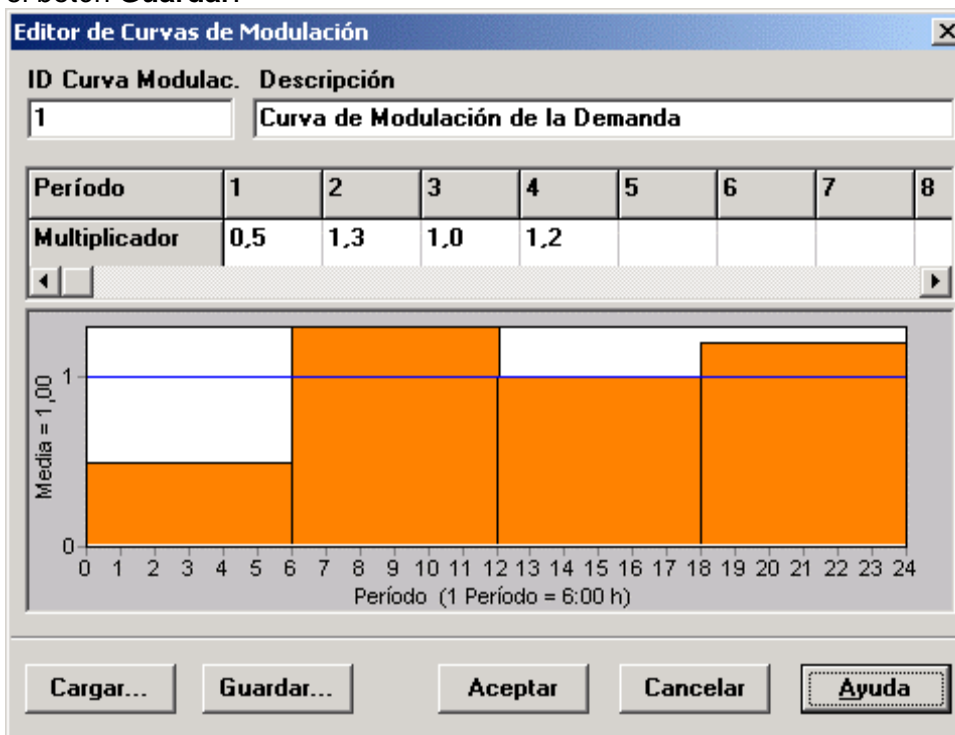 el botón Guardar.
Editor de Curvas de Modulación
ID Curva Modulac. Descripción
1 Curva de Modulación de la Demanda
Período 1 2 3 4 5 6 7 8
Multiplicador 0,5 1,3 1,0 1,2
Media = 1,00
1
0
0 1 2 3 4 5 6 7 8 9 10 11 12 13 14 15 16 17 18 19 20 21 22 23 24
Período (1 Período = 6:00 h)
Cargar... Guardar... Aceptar Cancelar Ayuda